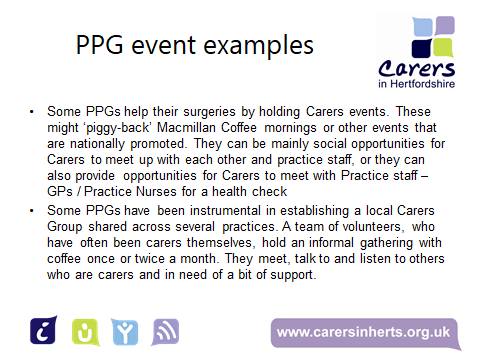 PPG event examples
Carers
in Hertfordshire
• Some PPGs help their surgeries by holding Carers events. These
might ‘piggy-back’ Macmillan Coffee mornings or other events that
are nationally promoted. They can be mainly social opportunities for
Carers to meet up with each other and practice staff, or they can
also provide opportunities for Carers to meet with Practice staff –
GPs / Practice Nurses for a health check
• Some PPGs have been instrumental in establishing a local Carers
Group shared across several practices. A team of volunteers, who
have often been carers themselves, hold an informal gathering with
coffee once or twice a month. They meet, talk to and listen to others
who are carers and in need of a bit of support.
www.carersinherts.org.uk